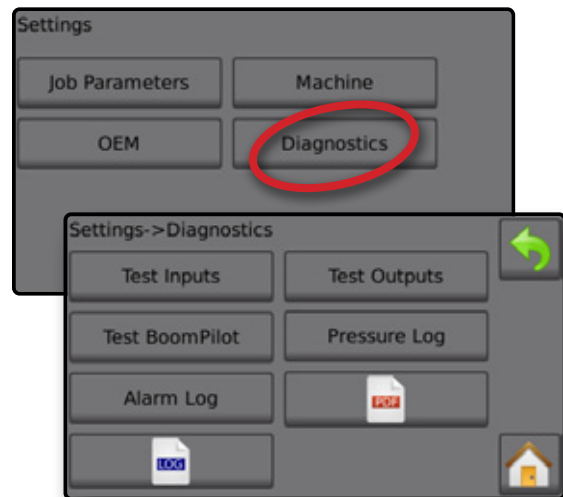 Settings
Job Parameters Machine
OEM Diagnostics
Settings->Diagnostics
Test Inputs Test Outputs
Test BoomPilot Pressure Log
Alarm Log PDF
LOG